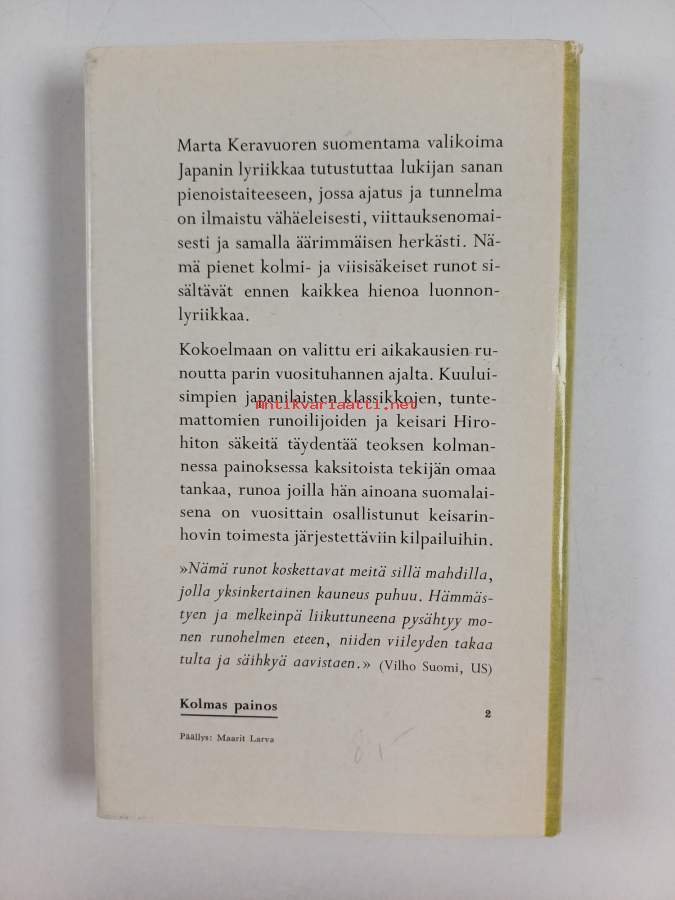 Marta Keravuoren suomentama valikoima
Japanin lyriikkaa tutustuttaa lukijan sanan
pienoistaiteeseen, jossa ajatus ja tunnelma
on ilmaistu vähäeleisesti, viittauksenomai-
sesti ja samalla äärimmäisen herkästi. Nä-
mä pienet kolmi- ja viisisäkeiset runot si-
sältävät ennen kaikkea hienoa luonnon-
lyriikkaa.
Kokoelmaan on valittu eri aikakausien ru-
noutta parin vuosituhannen ajalta. Kuului-
simpien japanilaisten klassikkojen, tunte-
antikvariaatti.net
mattomien runoilijoiden ja keisari Hiro-
hiton säkeitä täydentää teoksen kolman-
nessa painoksessa kaksitoista tekijän omaa
tankaa, runoa joilla hän ainoana suomalai-
sena on vuosittain osallistunut keisarin-
hovin toimesta järjestettäviin kilpailuihin.
»Nämä runot koskettavat meitä sillä mahdilla,
jolla yksinkertainen kauneus puhuu. Hämmäs-
tyen ja melkeinpä liikuttuneena pysähtyy mo-
nen runohelmen eteen, niiden viileyden takaa
tulta ja säihkyä aavistaen.» (Vilho Suomi, US)
Kolmas painos 2
Päällys: Maarit Larva